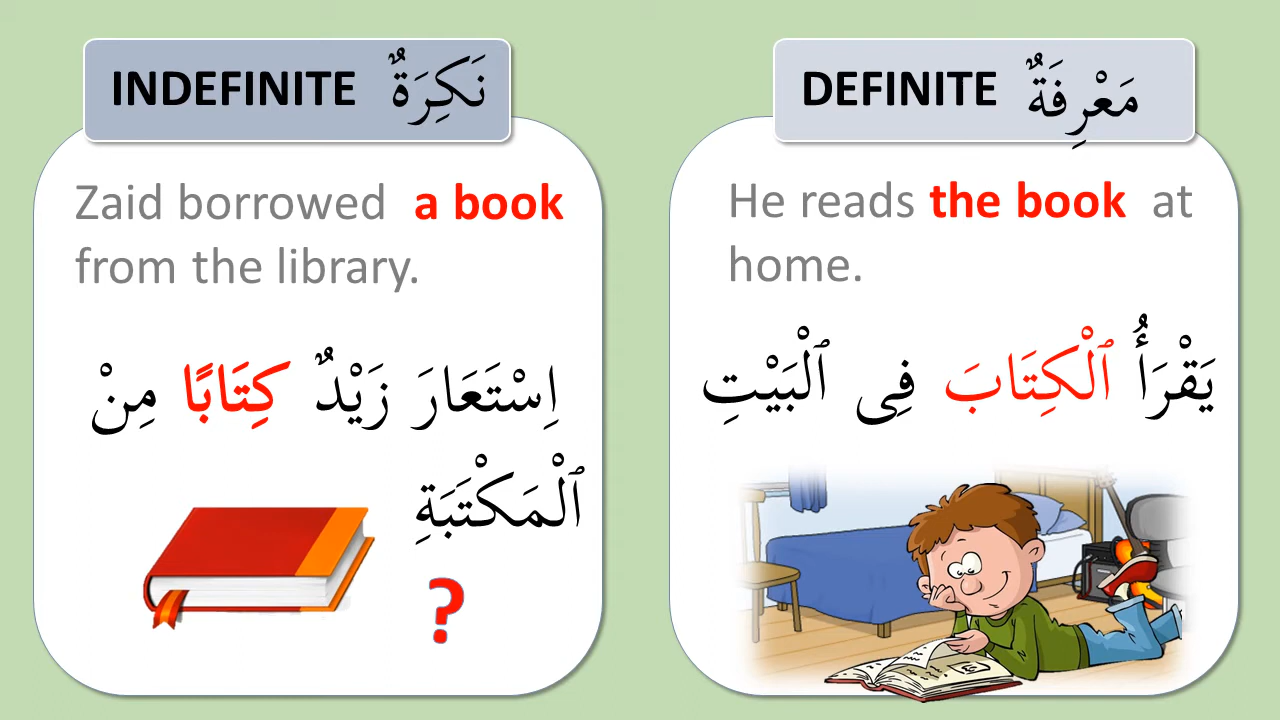 INDEFINITE نَكِرَةٌ
Zaid borrowed a book
from the library.
اِسْتَعَارَ زَيْدٌ كِتَابًا مِنْ
ٱلْمَكْتَبَةِ
?
DEFINITE مَعْرِفَةٌ
He reads the book at
home.
يَقْرَأُ ٱلْكِتَابَ فِى ٱلْبَيْتِ